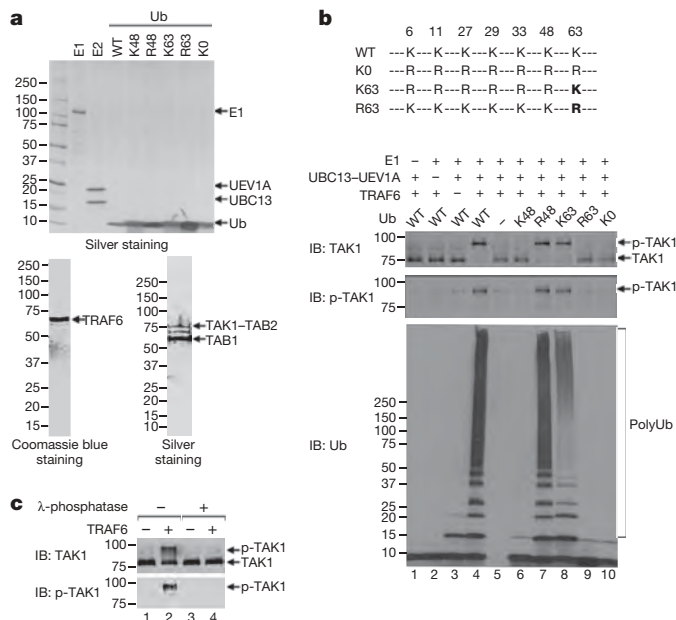 a
Ub
E1 E2 WT K48 R48 K63 R63 K0
250
150
100
75
50
37
25
20
15
10
E1
UEV1A
UBC13
Ub
Silver staining
250
150
100
75
50
37
25
20
15
TRAF6
Coomassie blue
staining
250
150
100
75
50
37
25
20
15
10
TAK1–TAB2
TAB1
Silver
staining
b
6 11 27 29 33 48 63
WT ---K---K---K---K---K---K---K---
K0 ---R---R---R---R---R---R---R---
K63 ---R---R---R---R---R---R---K---
R63 ---K---K---K---K---K---K---R---
E1 – + + + + + + + + +
UBC13–UEV1A + – + + + + + + + +
TRAF6 + + – + + + + + + +
Ub WT WT WT WT – K48 R48 K63 R63 K0
IB: TAK1
100
75
p-TAK1
TAK1
IB: p-TAK1
100
75
p-TAK1
IB: Ub
250
150
100
75
50
37
25
20
15
10
PolyUb
1 2 3 4 5 6 7 8 9 10
c
λ-phosphatase – +
TRAF6 – + – +
IB: TAK1
100
75
p-TAK1
TAK1
IB: p-TAK1
100
75
p-TAK1
1 2 3 4